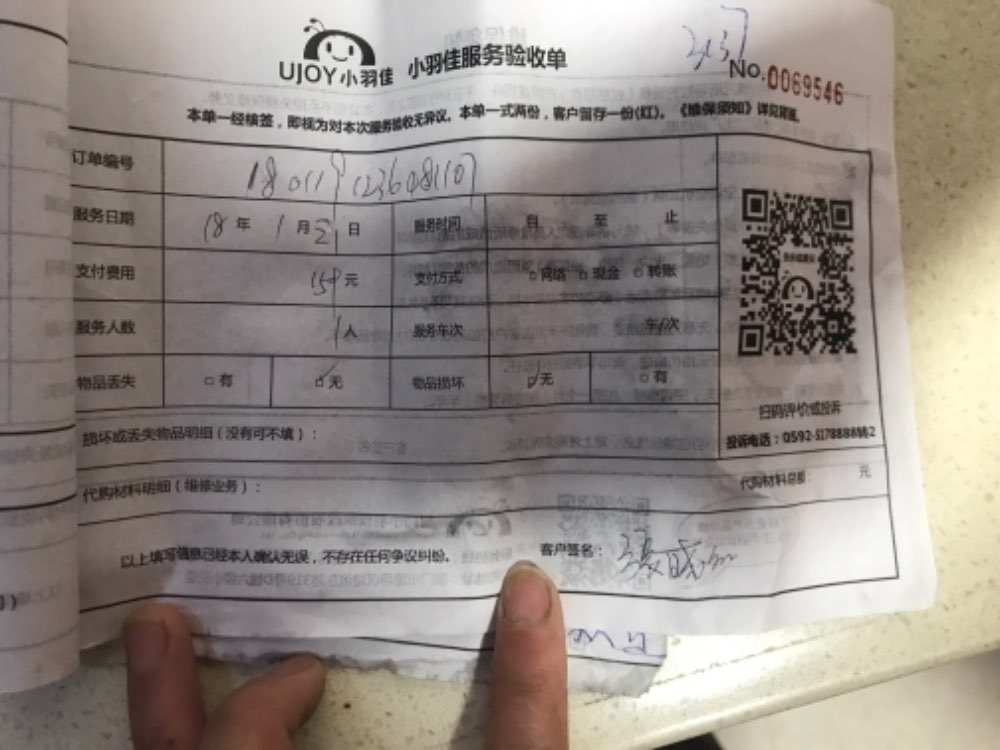 UJOY小羽佳 小羽佳服务验收单
No.0069546
本单一经核签，即视为对本次服务验收无异议。本单一式两份，客户留存一份(红)。《维保须知》详见背面。
订单编号
服务日期 18年 1月 日 服务时间 自 至 止
支付费用 元 支付方式 □网络 □现金 □转账
服务人数 1人 服务车次 车/次
物品丢失 □有 □无 物品损坏 □无 □有
扫码评价或投诉
损坏或丢失物品明细（没有可不填）：
代购材料明细（维修业务）：
代购材料总额： 元
以上填写信息已经本人确认无误，不存在任何争议纠纷。 客户签名：